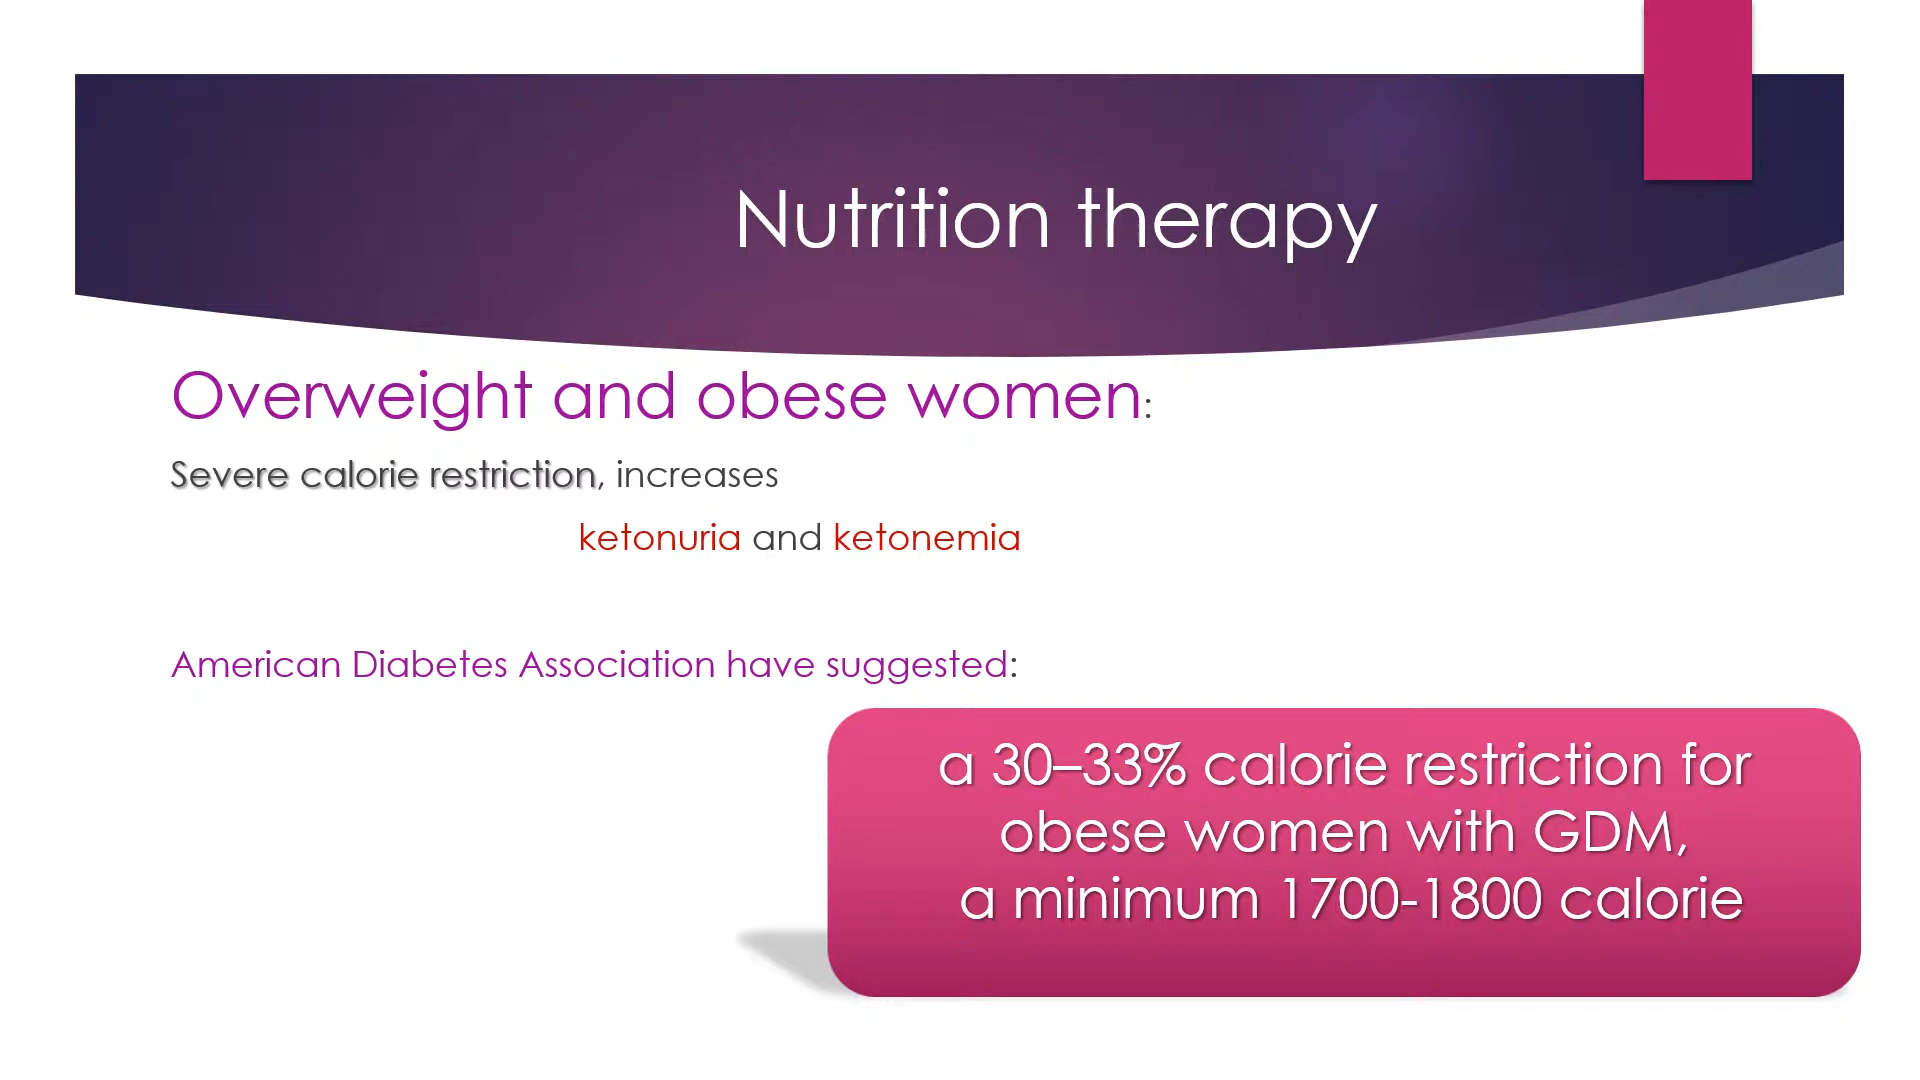 Nutrition therapy
Overweight and obese women:
Severe calorie restriction, increases
ketonuria and ketonemia
American Diabetes Association have suggested:
a 30–33% calorie restriction for
obese women with GDM,
a minimum 1700-1800 calorie